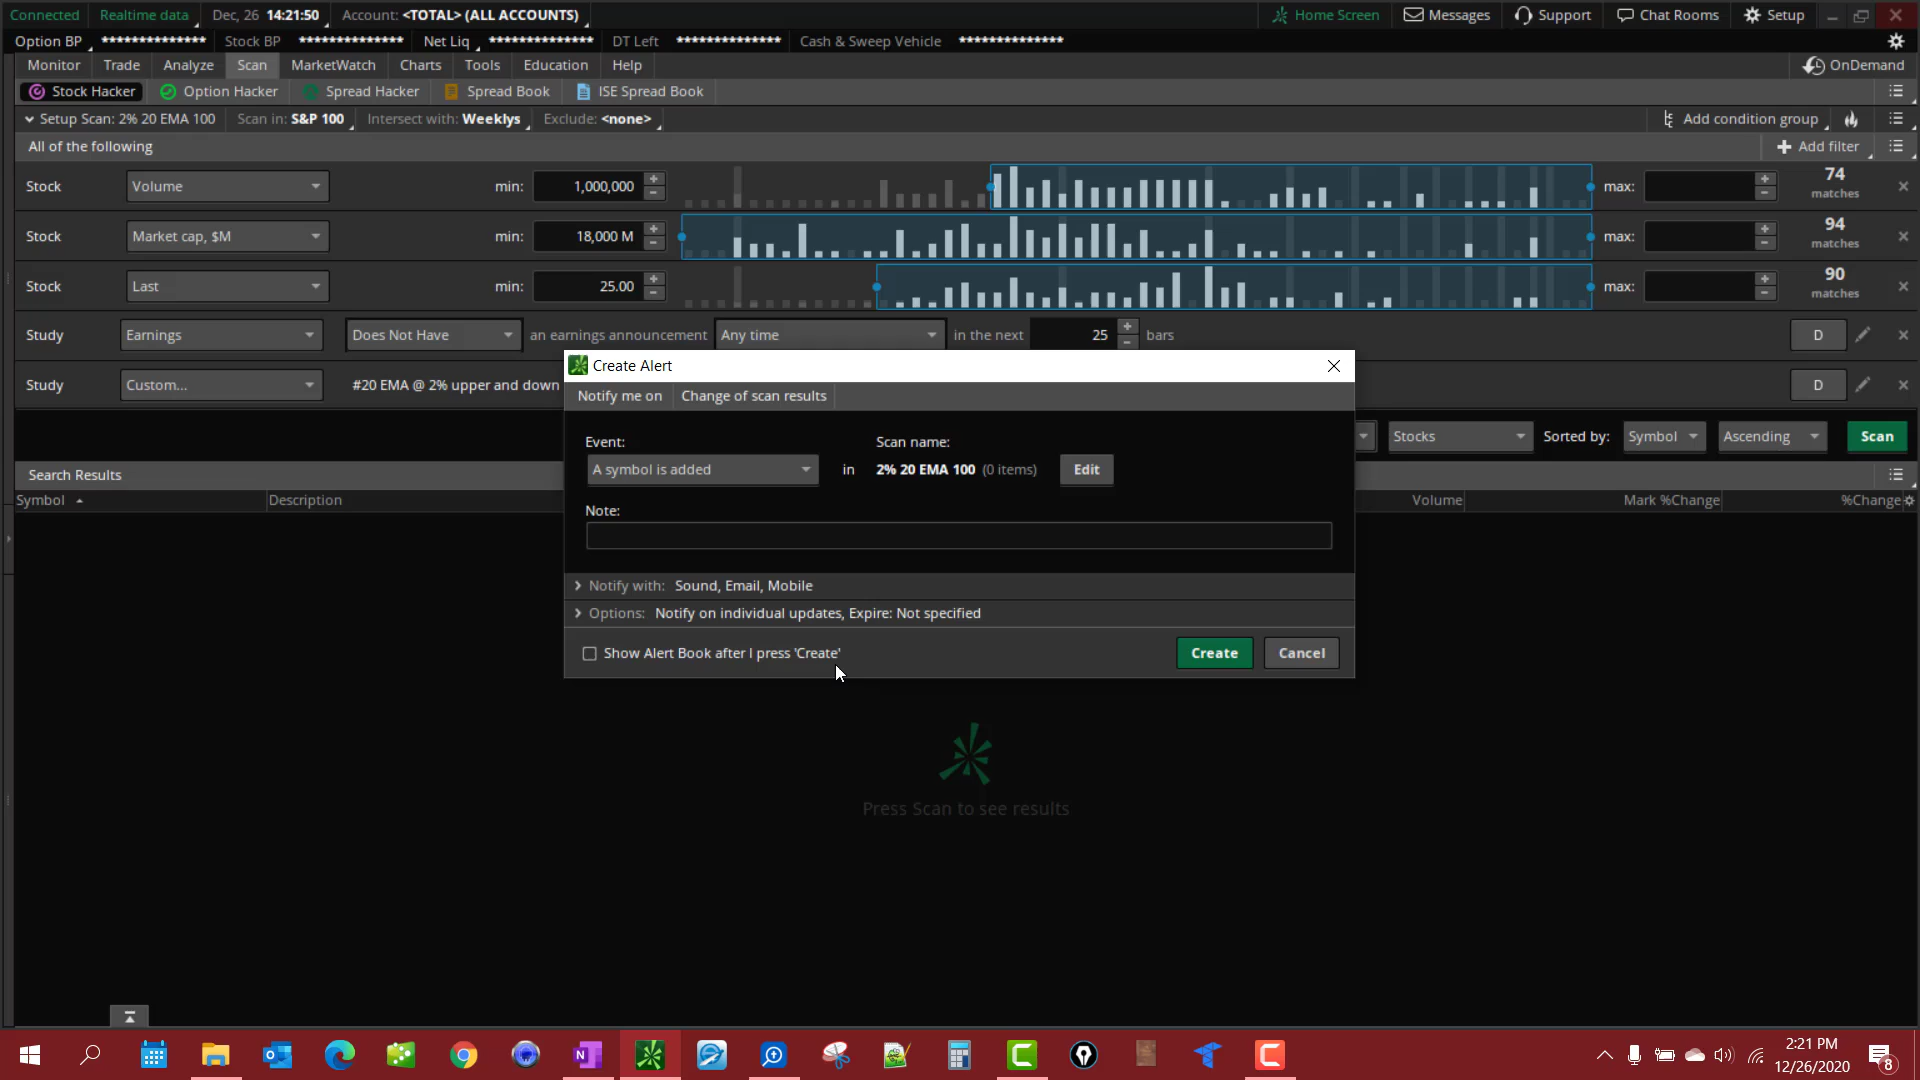 Connected Realtime data Dec, 26 14:21:50 Account: <TOTAL> (ALL ACCOUNTS) Home Screen Messages Support Chat Rooms Setup
Option BP ************** Stock BP ************** Net Liq ************** DT Left ************** Cash & Sweep Vehicle **************
Monitor Trade Analyze Scan MarketWatch Charts Tools Education Help OnDemand
Stock Hacker Option Hacker Spread Hacker Spread Book ISE Spread Book
Setup Scan: 2% 20 EMA 100 Scan in: S&P 100 Intersect with: Weeklys Exclude: <none> Add condition group
All of the following Add filter
Stock Volume min: 1,000,000 max: 74 matches
Stock Market cap, $M min: 18,000 M max: 94 matches
Stock Last min: 25.00 max: 90 matches
Study Earnings Does Not Have an earnings announcement Any time in the next 25 bars D
Study Custom... #20 EMA @ 2% upper and down D
Create Alert
Notify me on Change of scan results
Event: Scan name:
A symbol is added in 2% 20 EMA 100 (0 items) Edit
Note:
Notify with: Sound, Email, Mobile
Options: Notify on individual updates, Expire: Not specified
Show Alert Book after I press 'Create' Create Cancel
Stocks Sorted by: Symbol Ascending Scan
Search Results
Symbol Description Volume Mark %Change %Change
Press Scan to see results
2:21 PM
12/26/2020
8